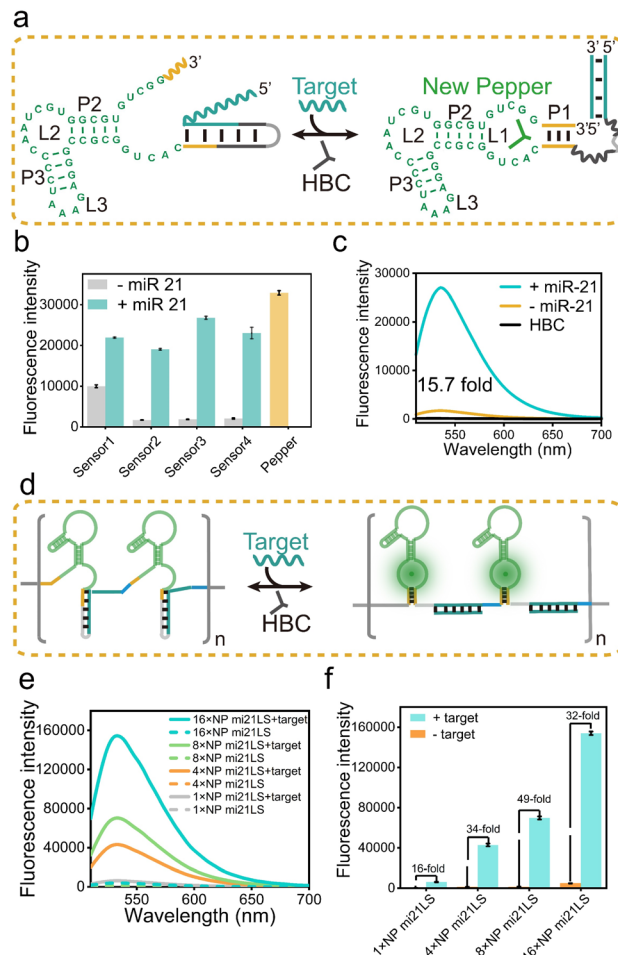 a
3'
5'
Target
HBC
New Pepper
P2
L2
P3
L3
P2
L2
L1
P1
P3
L3
3' 5'
3'5'
b
Fluorescence intensity
30000
20000
10000
0
- miR 21
+ miR 21
Sensor1
Sensor2
Sensor3
Sensor4
Pepper
c
Fluorescence intensity
30000
20000
10000
0
+ miR-21
- miR-21
HBC
15.7 fold
550
600
650
700
Wavelength (nm)
d
Target
HBC
n
n
e
Fluorescence intensity
160000
120000
80000
40000
0
16×NP mi21LS+target
16×NP mi21LS
8×NP mi21LS+target
8×NP mi21LS
4×NP mi21LS+target
4×NP mi21LS
1×NP mi21LS+target
1×NP mi21LS
550
600
650
700
Wavelength (nm)
f
Fluorescence intensity
160000
120000
80000
40000
0
+ target
- target
16-fold
34-fold
49-fold
32-fold
1×NP mi21LS
4×NP mi21LS
8×NP mi21LS
16×NP mi21LS